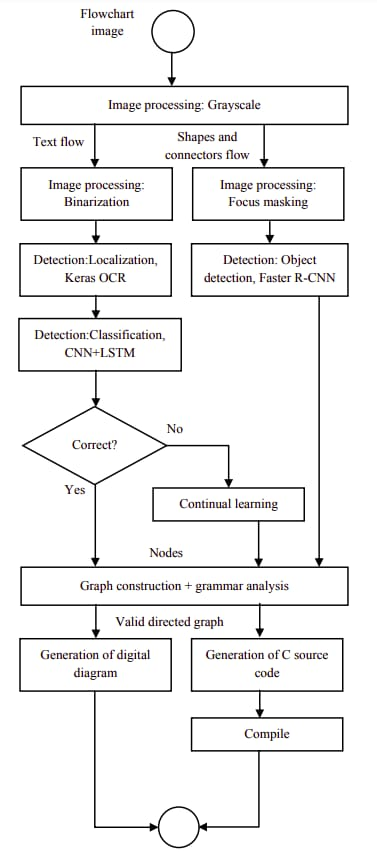 Flowchart
image
Image processing: Grayscale
Text flow
Shapes and
connectors flow
Image processing:
Binarization
Image processing:
Focus masking
Detection:Localization,
Keras OCR
Detection: Object
detection, Faster R-CNN
Detection:Classification,
CNN+LSTM
Correct?
No
Yes
Continual learning
Nodes
Graph construction + grammar analysis
Valid directed graph
Generation of digital
diagram
Generation of C source
code
Compile